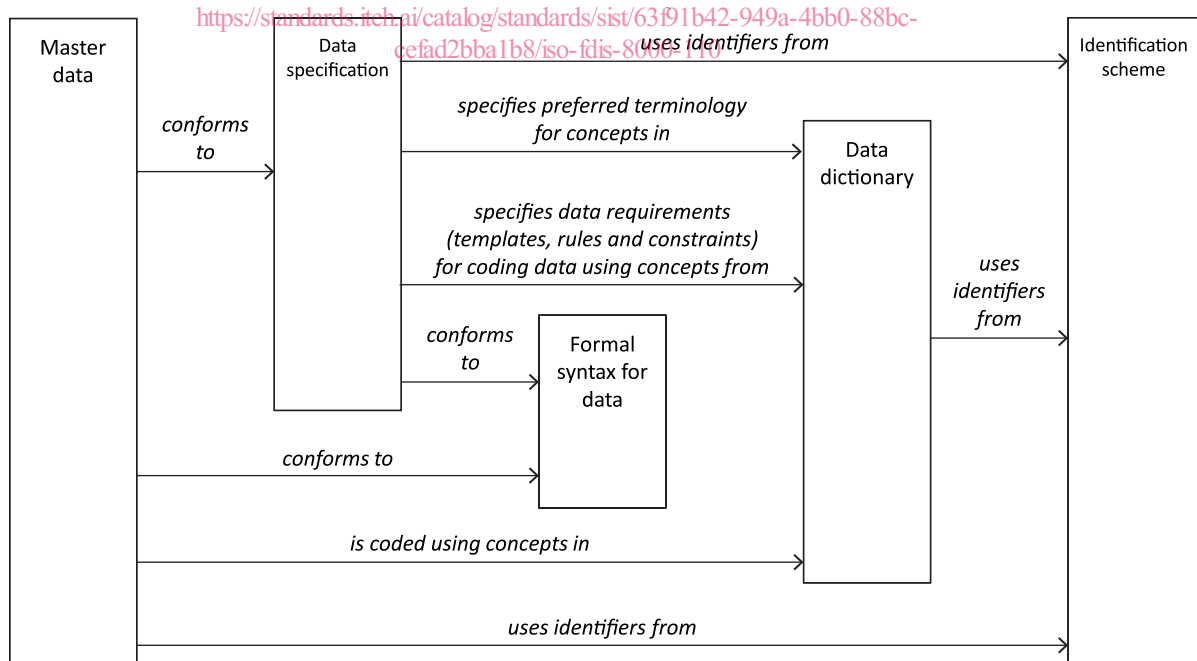 https://standards.iteh.ai/catalog/standards/sist/63f91b42-949a-4bb0-88bc-
cefad2bba1b8/iso-fdis-8000-110
Master
data
Data
specification
uses identifiers from
Identification
scheme
conforms
to
specifies preferred terminology
for concepts in
Data
dictionary
specifies data requirements
(templates, rules and constraints)
for coding data using concepts from
uses
identifiers
from
conforms
to
Formal
syntax for
data
conforms to
is coded using concepts in
uses identifiers from